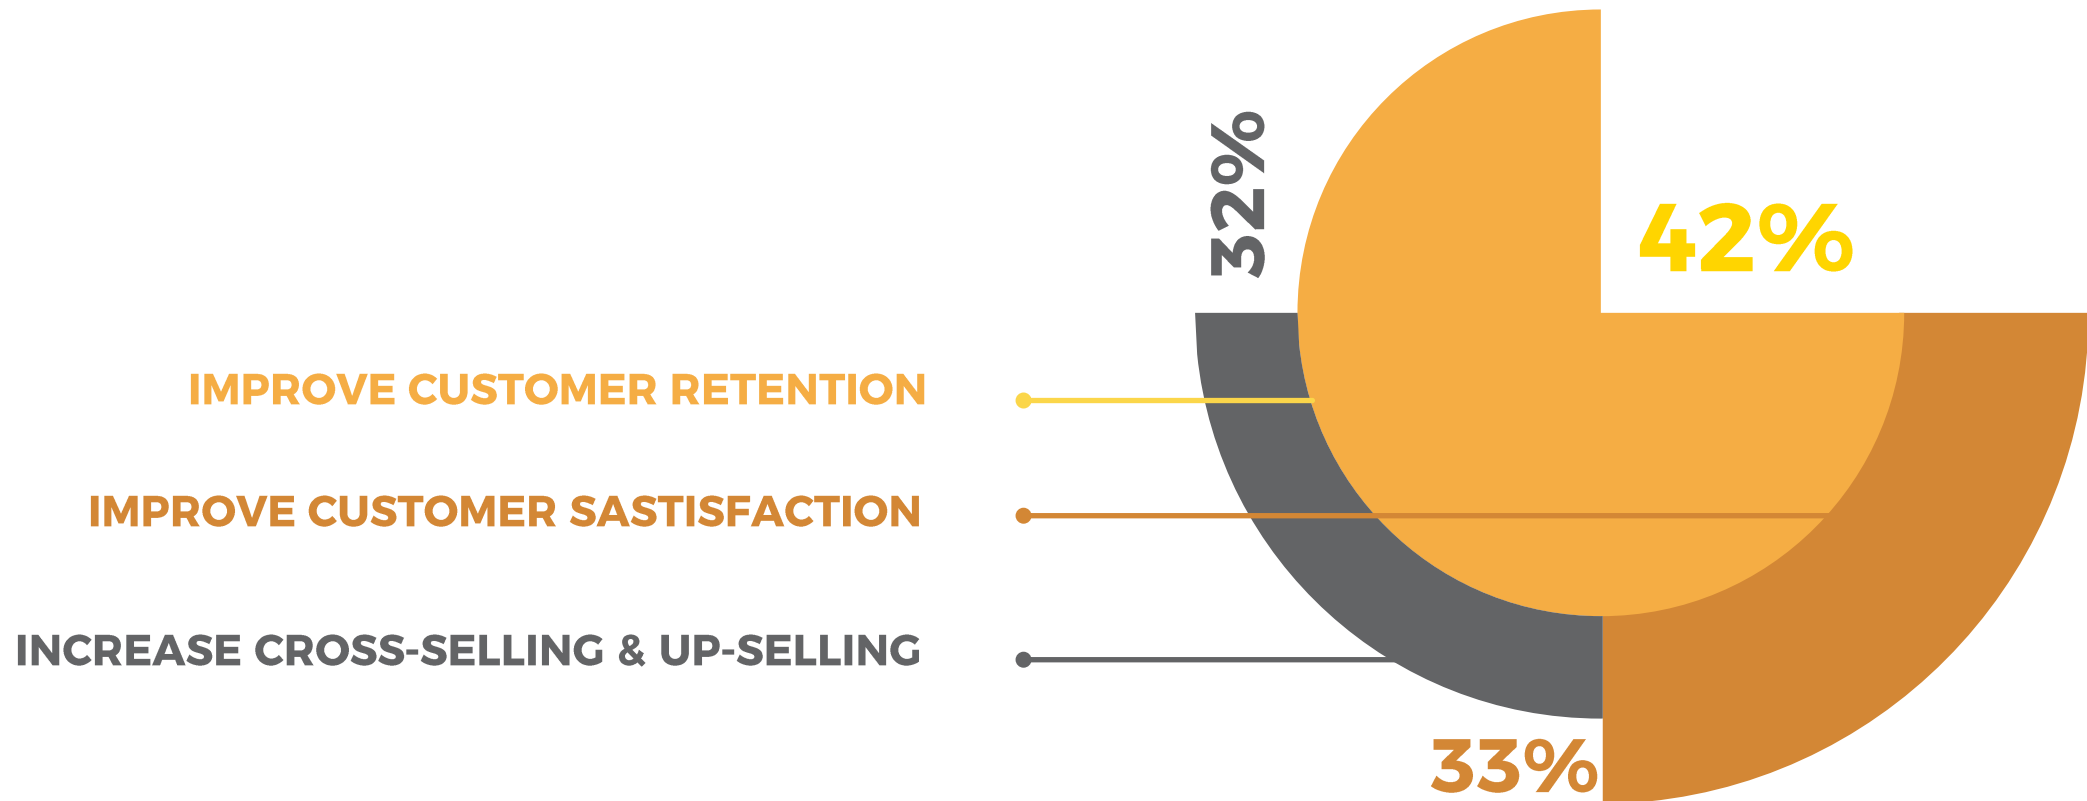 32%
42%
IMPROVE CUSTOMER RETENTION
IMPROVE CUSTOMER SASTISFACTION
INCREASE CROSS-SELLING & UP-SELLING
33%